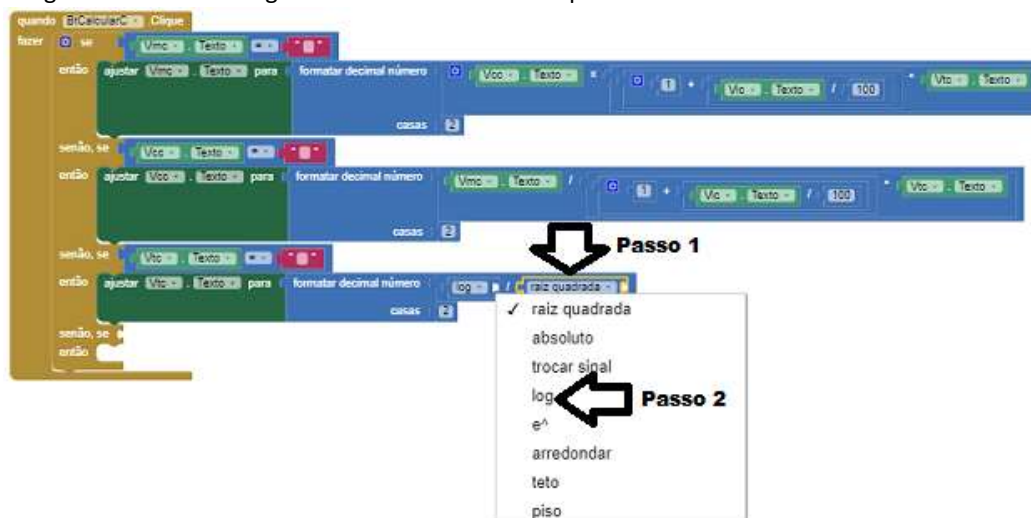 quando BtCalcularC . Clique
fazer se Vmc . Texto = " "
então ajustar Vmc . Texto para formatar decimal número Vcc . Texto × 1 + Vic . Texto / 100 ^ Vtc . Texto
casas 2
senão, se Vcc . Texto = " "
então ajustar Vcc . Texto para formatar decimal número Vmc . Texto / 1 + Vic . Texto / 100 ^ Vtc . Texto
casas 2
Passo 1
senão, se Vtc . Texto = " "
então ajustar Vtc . Texto para formatar decimal número log / raiz quadrada
casas 2
✓ raiz quadrada
absoluto
trocar sinal
log
Passo 2
e^
arredondar
teto
piso
senão, se
então